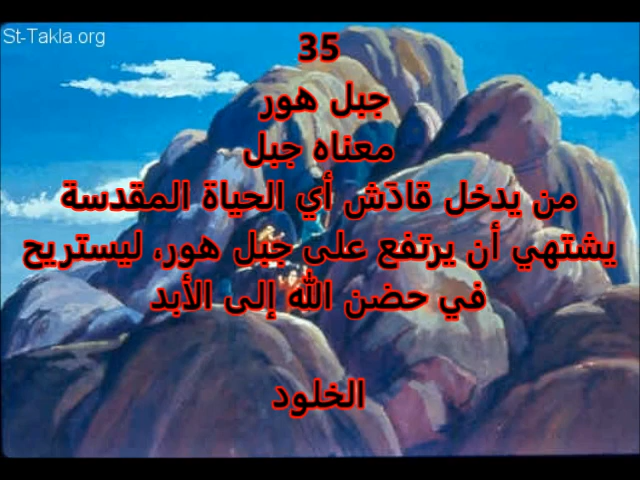 St-Takla.org
35
جبل هور
معناه جبل
من يدخل قادَش أي الحياة المقدسة
يشتهي أن يرتفع على جبل هور، ليستريح
في حضن الله إلى الأبد
الخلود